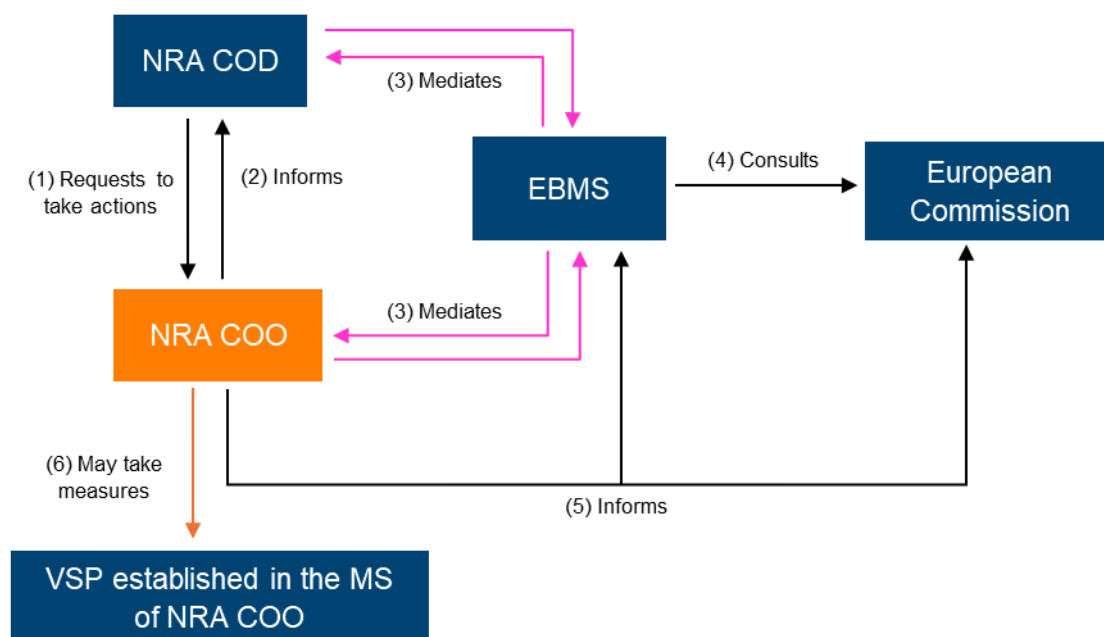 NRA COD
(3) Mediates
(1) Requests to
take actions
(2) Informs
EBMS
(4) Consults
European
Commission
NRA COO
(3) Mediates
(6) May take
measures
(5) Informs
VSP established in the MS
of NRA COO